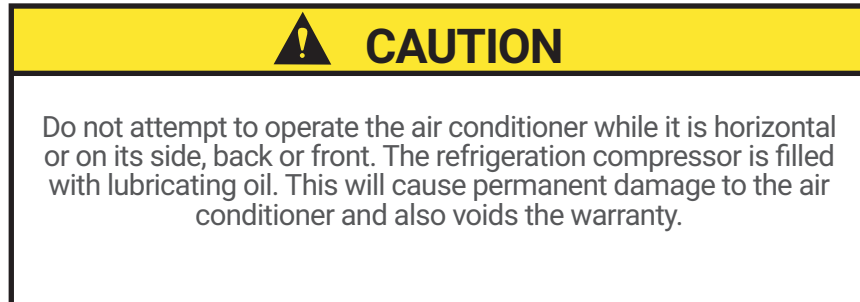 CAUTION
Do not attempt to operate the air conditioner while it is horizontal
or on its side, back or front. The refrigeration compressor is filled
with lubricating oil. This will cause permanent damage to the air
conditioner and also voids the warranty.